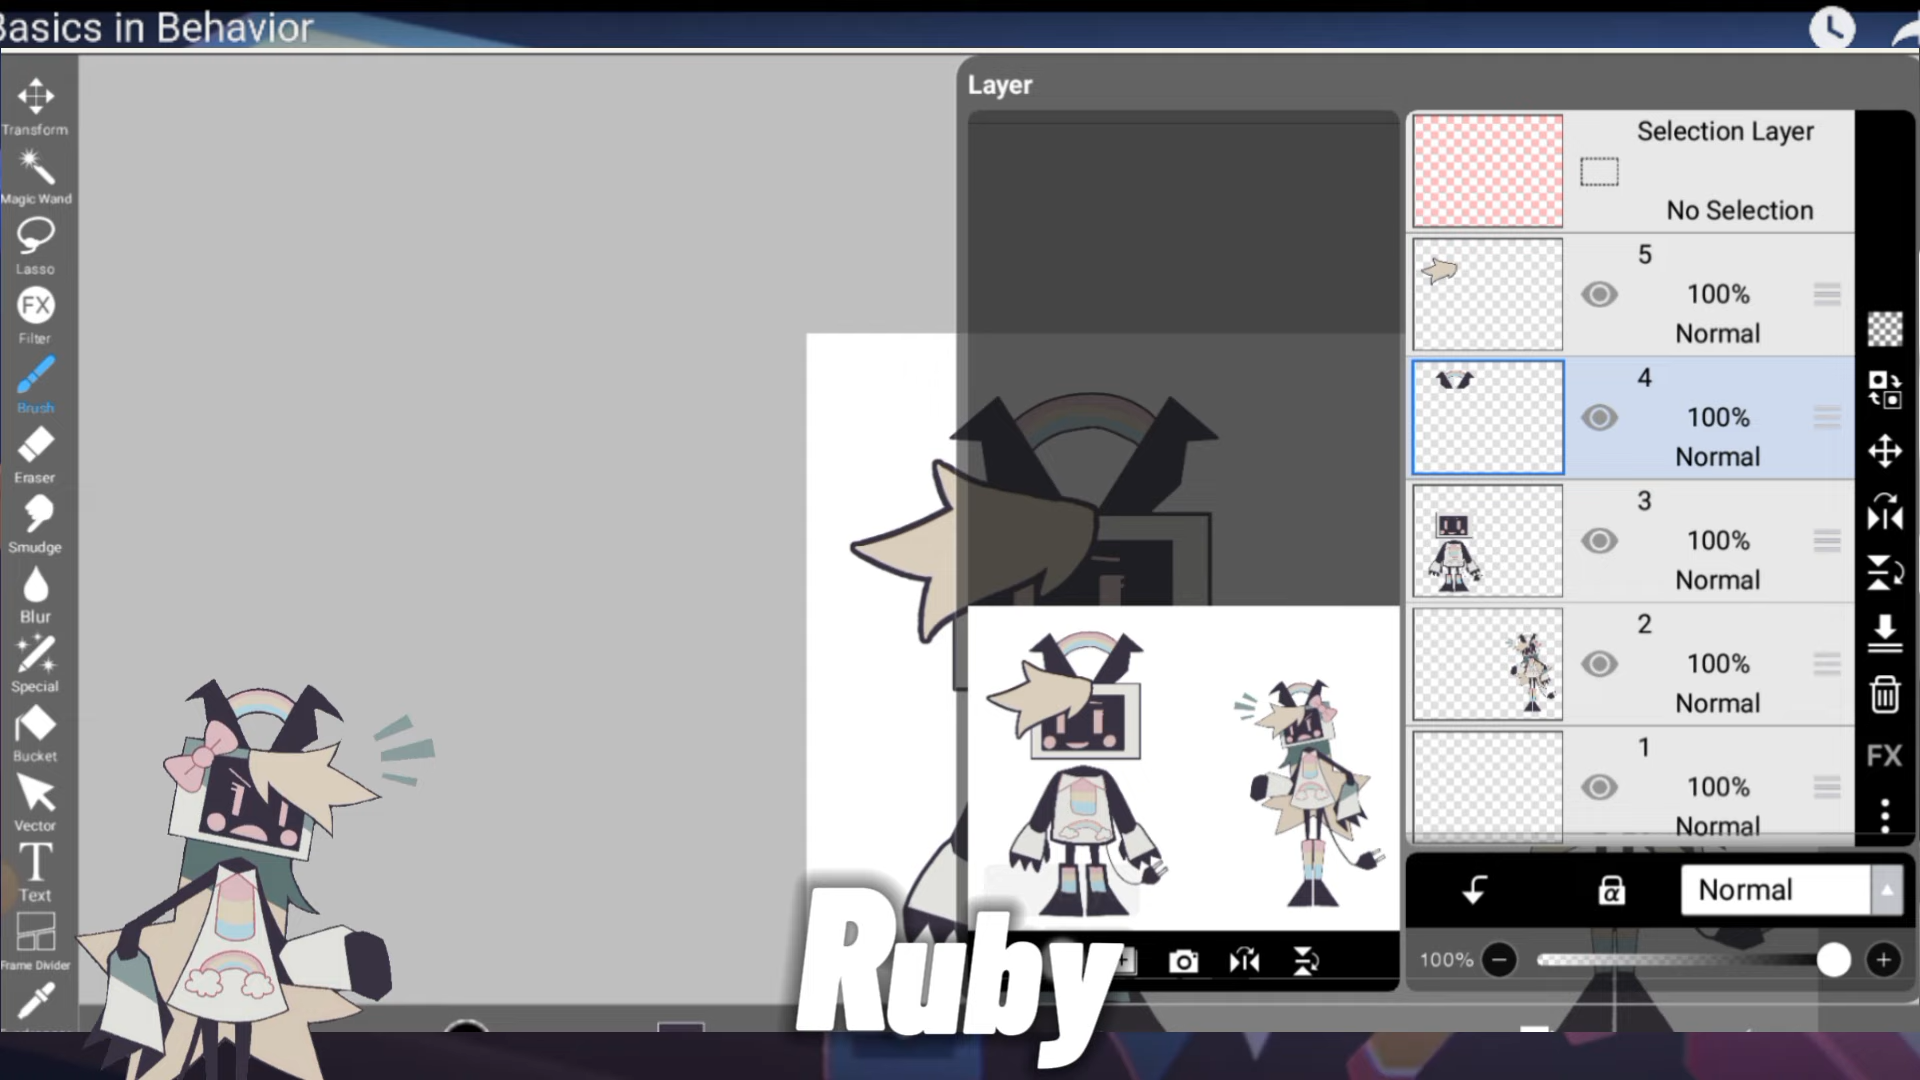 Basics in Behavior
Layer
Transform
Magic Wand
Lasso
FX
Filter
Brush
Eraser
Smudge
Blur
Special
Bucket
Vector
T
Text
Frame Divider
Selection Layer
No Selection
5
100%
Normal
4
100%
Normal
3
100%
Normal
2
100%
Normal
1
100%
Normal
FX
α
Normal
100%
Ruby